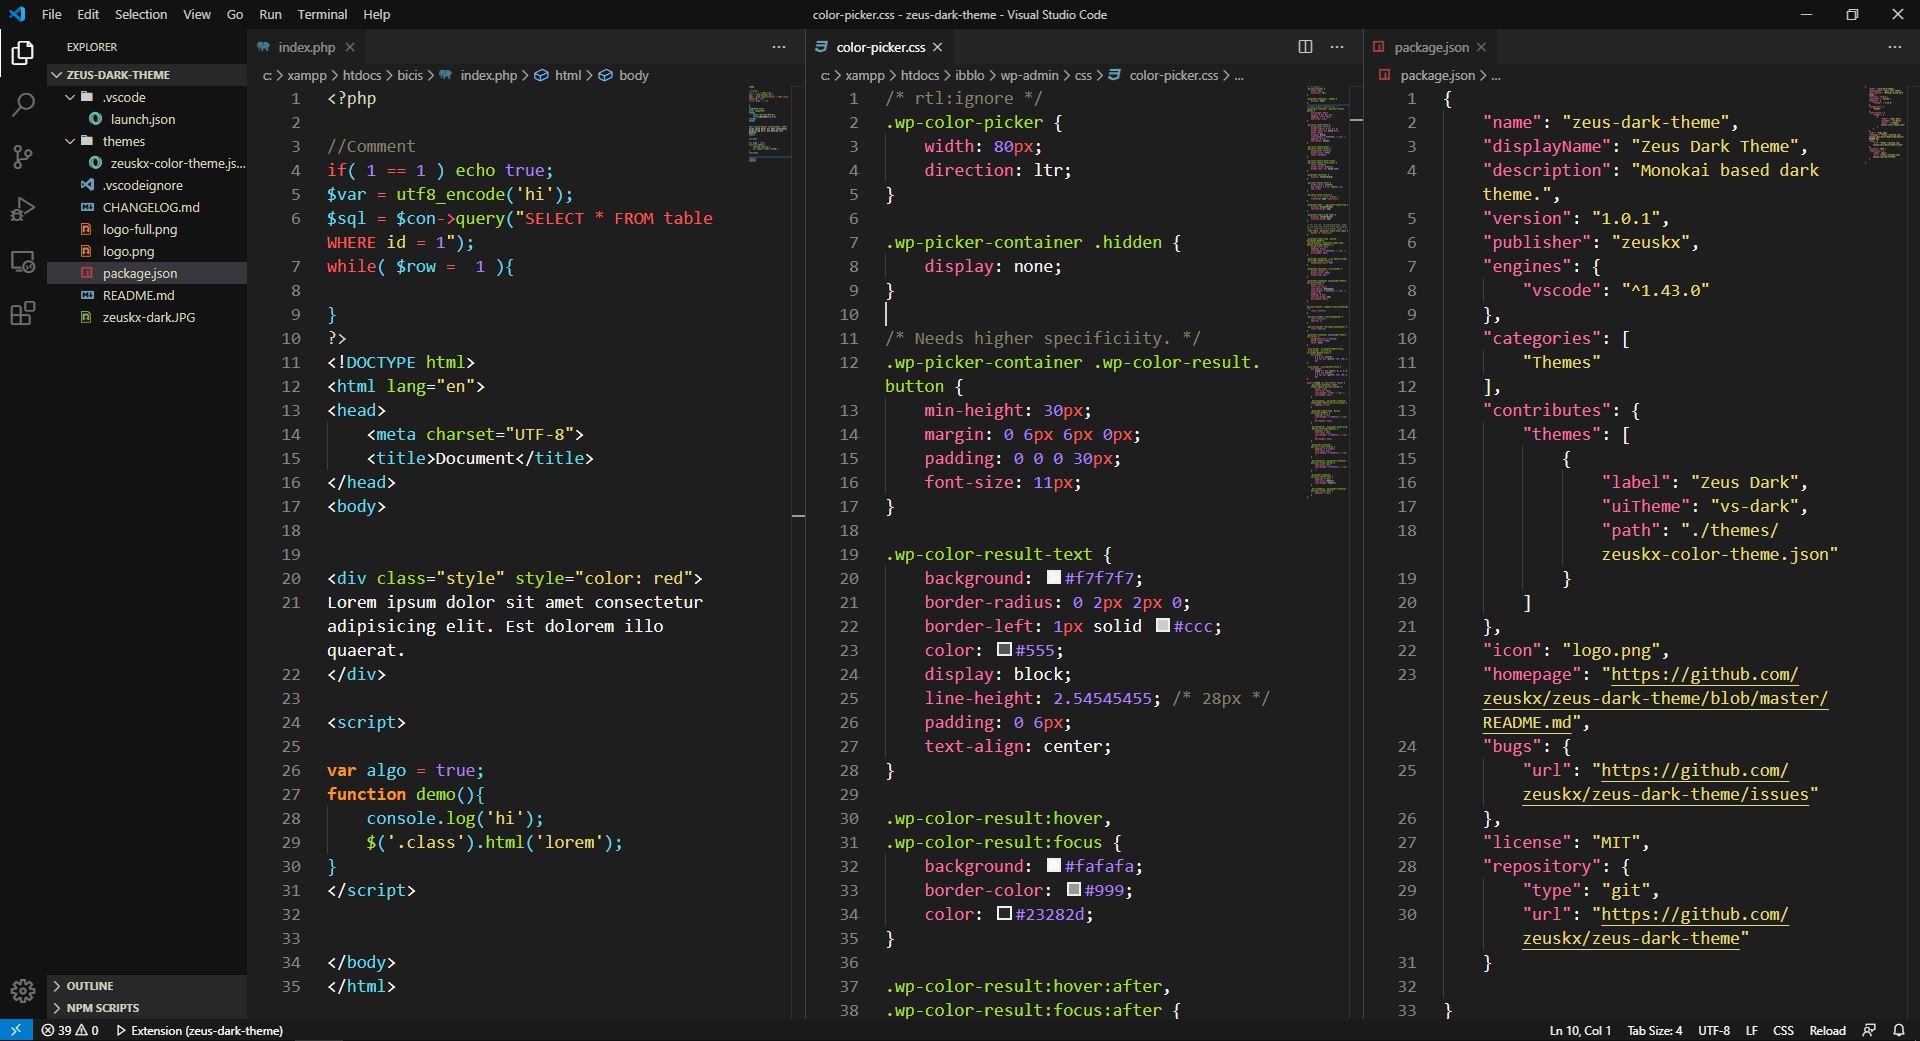 File Edit Selection View Go Run Terminal Help
color-picker.css - zeus-dark-theme - Visual Studio Code
EXPLORER
ZEUS-DARK-THEME
.vscode
launch.json
themes
zeuskx-color-theme.js...
.vscodeignore
CHANGELOG.md
logo-full.png
logo.png
package.json
README.md
zeuskx-dark.JPG
OUTLINE
NPM SCRIPTS
index.php
c: > xampp > htdocs > bicis > index.php > html > body
1 <?php
2
3 //Comment
4 if( 1 == 1 ) echo true;
5 $var = utf8_encode('hi');
6 $sql = $con->query("SELECT * FROM table
WHERE id = 1");
7 while( $row =  1 ){
8
9 }
10 ?>
11 <!DOCTYPE html>
12 <html lang="en">
13 <head>
14     <meta charset="UTF-8">
15     <title>Document</title>
16 </head>
17 <body>
18
19
20 <div class="style" style="color: red">
21 Lorem ipsum dolor sit amet consectetur
adipisicing elit. Est dolorem illo
quaerat.
22 </div>
23
24 <script>
25
26 var algo = true;
27 function demo(){
28     console.log('hi');
29     $('.class').html('lorem');
30 }
31 </script>
32
33
34 </body>
35 </html>
color-picker.css
c: > xampp > htdocs > ibblo > wp-admin > css > color-picker.css > ...
1 /* rtl:ignore */
2 .wp-color-picker {
3     width: 80px;
4     direction: ltr;
5 }
6
7 .wp-picker-container .hidden {
8     display: none;
9 }
10
11 /* Needs higher specificiity. */
12 .wp-picker-container .wp-color-result.
button {
13     min-height: 30px;
14     margin: 0 6px 6px 0px;
15     padding: 0 0 0 30px;
16     font-size: 11px;
17 }
18
19 .wp-color-result-text {
20     background: #f7f7f7;
21     border-radius: 0 2px 2px 0;
22     border-left: 1px solid #ccc;
23     color: #555;
24     display: block;
25     line-height: 2.54545455; /* 28px */
26     padding: 0 6px;
27     text-align: center;
28 }
29
30 .wp-color-result:hover,
31 .wp-color-result:focus {
32     background: #fafafa;
33     border-color: #999;
34     color: #23282d;
35 }
36
37 .wp-color-result:hover:after,
38 .wp-color-result:focus:after {
package.json
package.json > ...
1 {
2     "name": "zeus-dark-theme",
3     "displayName": "Zeus Dark Theme",
4     "description": "Monokai based dark
theme.",
5     "version": "1.0.1",
6     "publisher": "zeuskx",
7     "engines": {
8         "vscode": "^1.43.0"
9     },
10     "categories": [
11         "Themes"
12     ],
13     "contributes": {
14         "themes": [
15             {
16                 "label": "Zeus Dark",
17                 "uiTheme": "vs-dark",
18                 "path": "./themes/
zeuskx-color-theme.json"
19             }
20         ]
21     },
22     "icon": "logo.png",
23     "homepage": "https://github.com/
zeuskx/zeus-dark-theme/blob/master/
README.md",
24     "bugs": {
25         "url": "https://github.com/
zeuskx/zeus-dark-theme/issues"
26     },
27     "license": "MIT",
28     "repository": {
29         "type": "git",
30         "url": "https://github.com/
zeuskx/zeus-dark-theme"
31     }
32
33 }
39 0 Extension (zeus-dark-theme)
Ln 10, Col 1 Tab Size: 4 UTF-8 LF CSS Reload